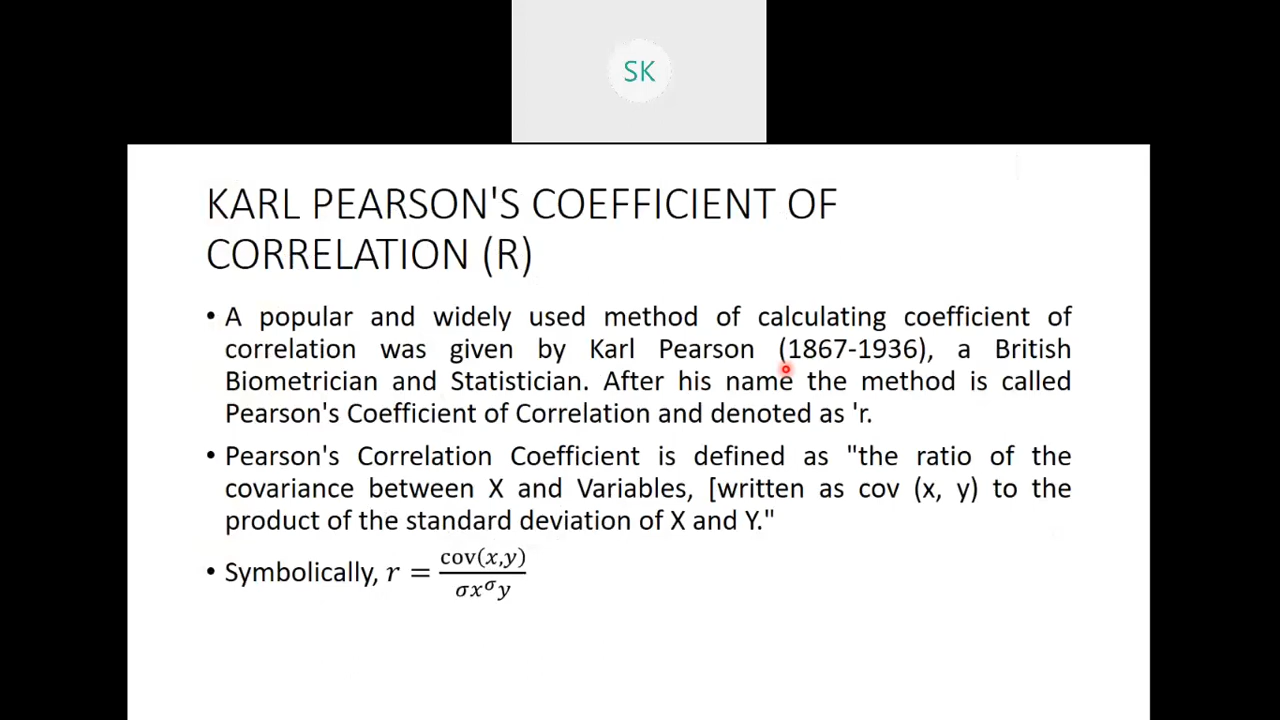 SK
KARL PEARSON'S COEFFICIENT OF
CORRELATION (R)
• A popular and widely used method of calculating coefficient of
correlation was given by Karl Pearson (1867-1936), a British
Biometrician and Statistician. After his name the method is called
Pearson's Coefficient of Correlation and denoted as 'r.
• Pearson's Correlation Coefficient is defined as "the ratio of the
covariance between X and Variables, [written as cov (x, y) to the
product of the standard deviation of X and Y."
• Symbolically, r = cov(x,y) / σx^σ y